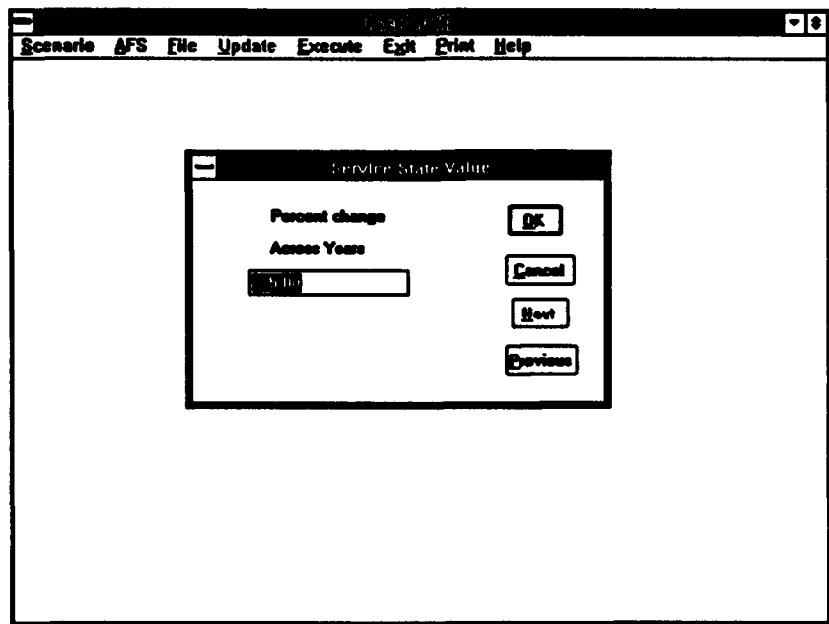 Scenario AFS File Update Execute Exit Print Help
Service State Value
Percent change
Across Years
OK
Cancel
Next
Previous